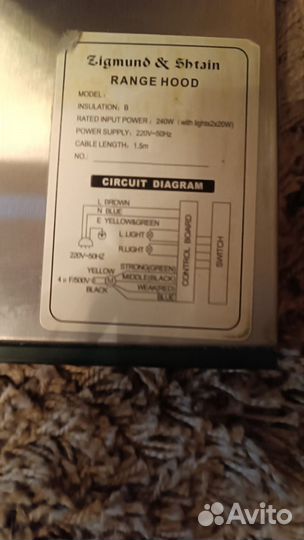 Zigmund & Shtain
RANGE HOOD
MODEL:
INSULATION: B
RATED INPUT POWER: 240W (with lights2x20W)
POWER SUPPLY: 220V~50Hz
CABLE LENGTH: 1.5m
NO.:
CIRCUIT DIAGRAM
L BROWN
N BLUE
E YELLOW&GREEN
L.LIGHT
R.LIGHT
220V~50HZ
CONTROL BOARD
SWITCH
STRONG(GREEN)
YELLOW
MIDDLE(BLACK)
F/500V
M
WEAK(RED)
BLACK
BLUE
Avito